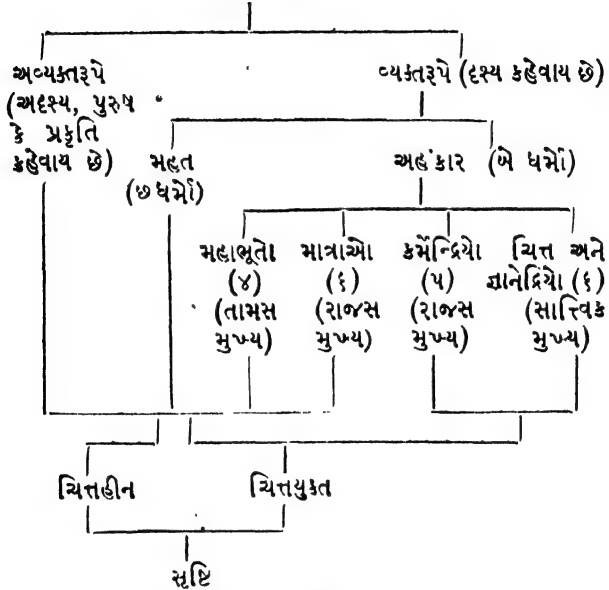 અવ્યક્તરૂપે
(અદૃશ્ય, પુરુષ
કે પ્રકૃતિ
કહેવાય છે)
વ્યક્તરૂપે (દૃશ્ય કહેવાય છે)
મહત
(છ ધર્મો)
અહંકાર (બે ધર્મો)
મહાભૂતો
(૪)
(તામસ
મુખ્ય)
માત્રાઓ
(૬)
(રાજસ
મુખ્ય)
કર્મેન્દ્રિયો
(૫)
(રાજસ
મુખ્ય)
ચિત્ત અને
જ્ઞાનેદ્રિયો (૬)
(સાત્ત્વિક
મુખ્ય)
ચિત્તહીન
ચિત્તયુક્ત
સૃષ્ટિ